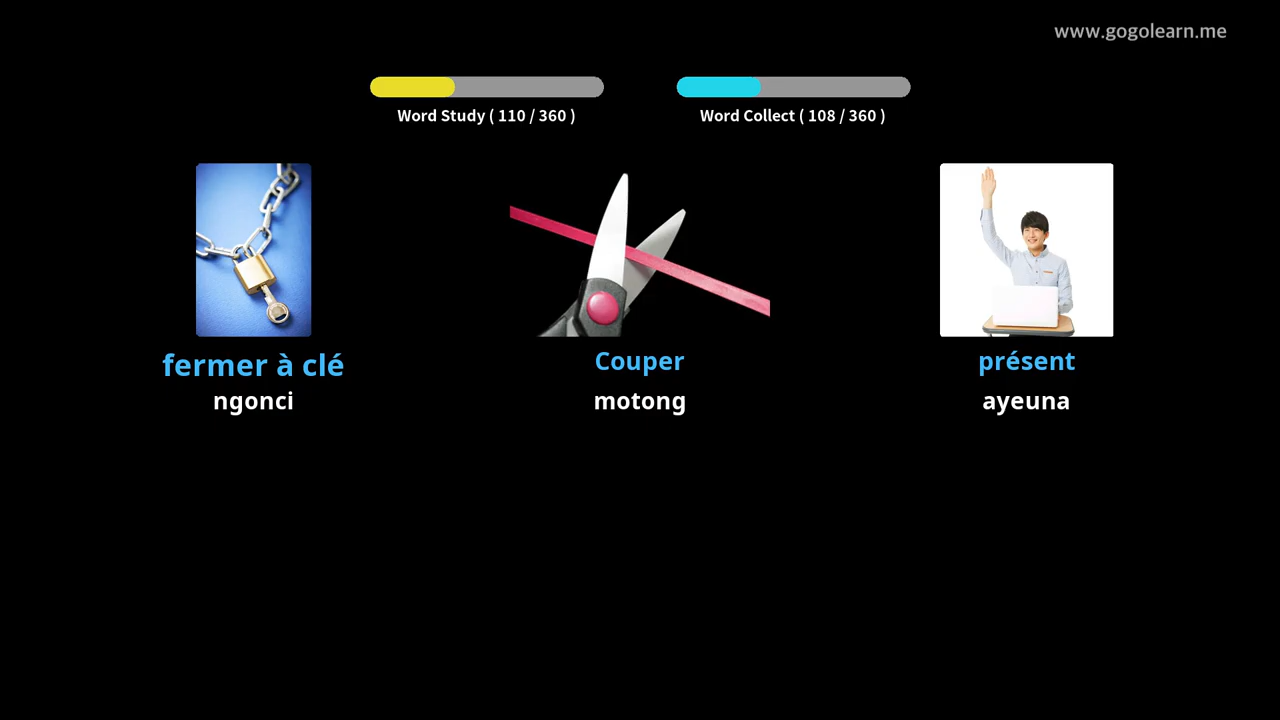 www.gogolearn.me
Word Study ( 110 / 360 )
Word Collect ( 108 / 360 )
fermer à clé
ngonci
Couper
motong
présent
ayeuna